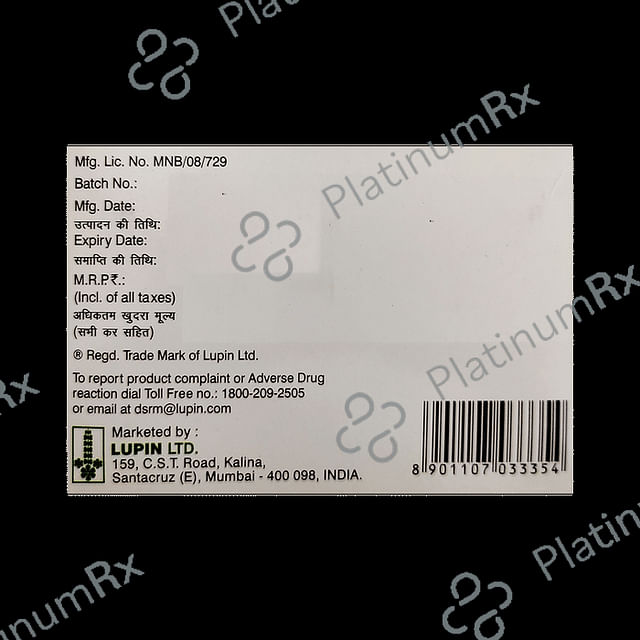 PlatinumRx
Mfg. Lic. No. MNB/08/729
Batch No.:
Mfg. Date:
उत्पादन की तिथि:
Expiry Date:
समाप्ति की तिथि:
M.R.P.₹.:
(Incl. of all taxes)
अधिकतम खुदरा मूल्य
(सभी कर सहित)
® Regd. Trade Mark of Lupin Ltd.
To report product complaint or Adverse Drug
reaction dial Toll Free no.: 1800-209-2505
or email at dsrm@lupin.com
Marketed by :
LUPIN LTD.
159, C.S.T. Road, Kalina,
Santacruz (E), Mumbai - 400 098, INDIA.
8 901107 033354
PlatinumRx